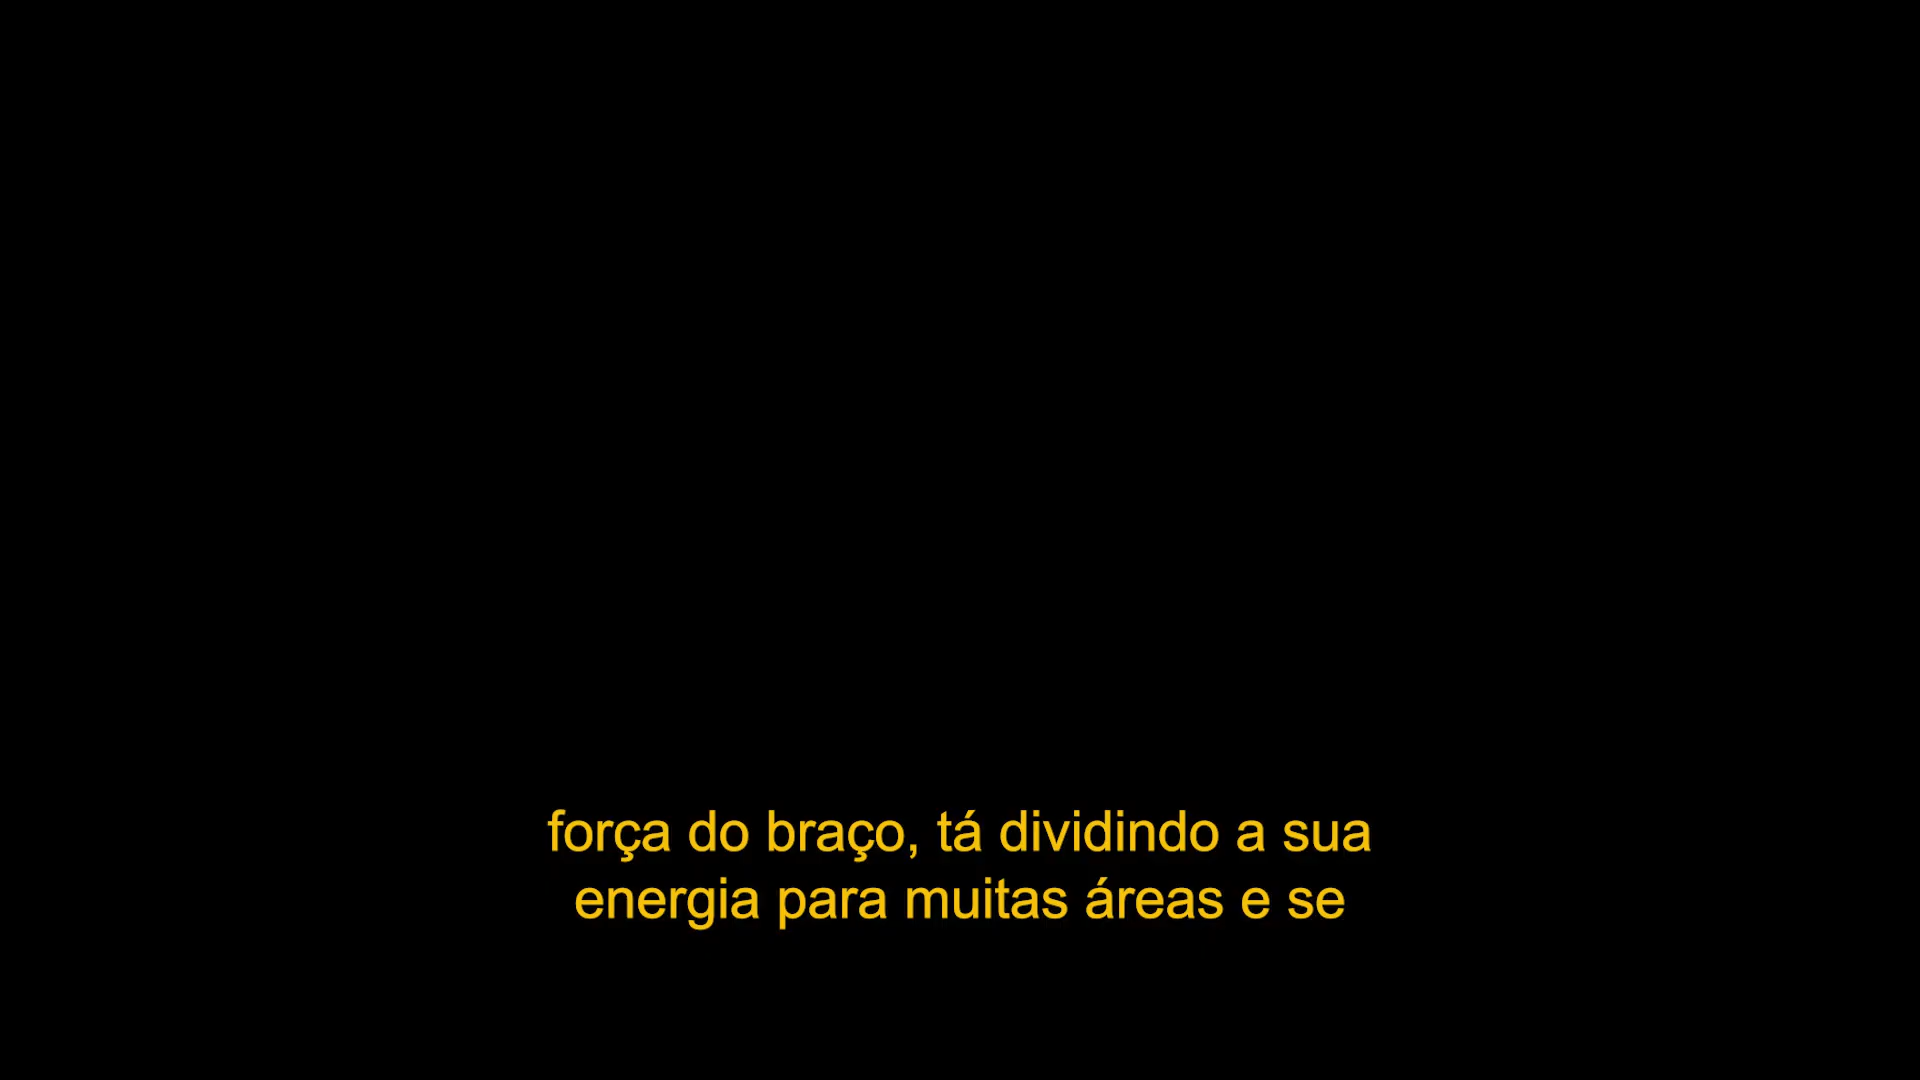 força do braço, tá dividindo a sua
energia para muitas áreas e se